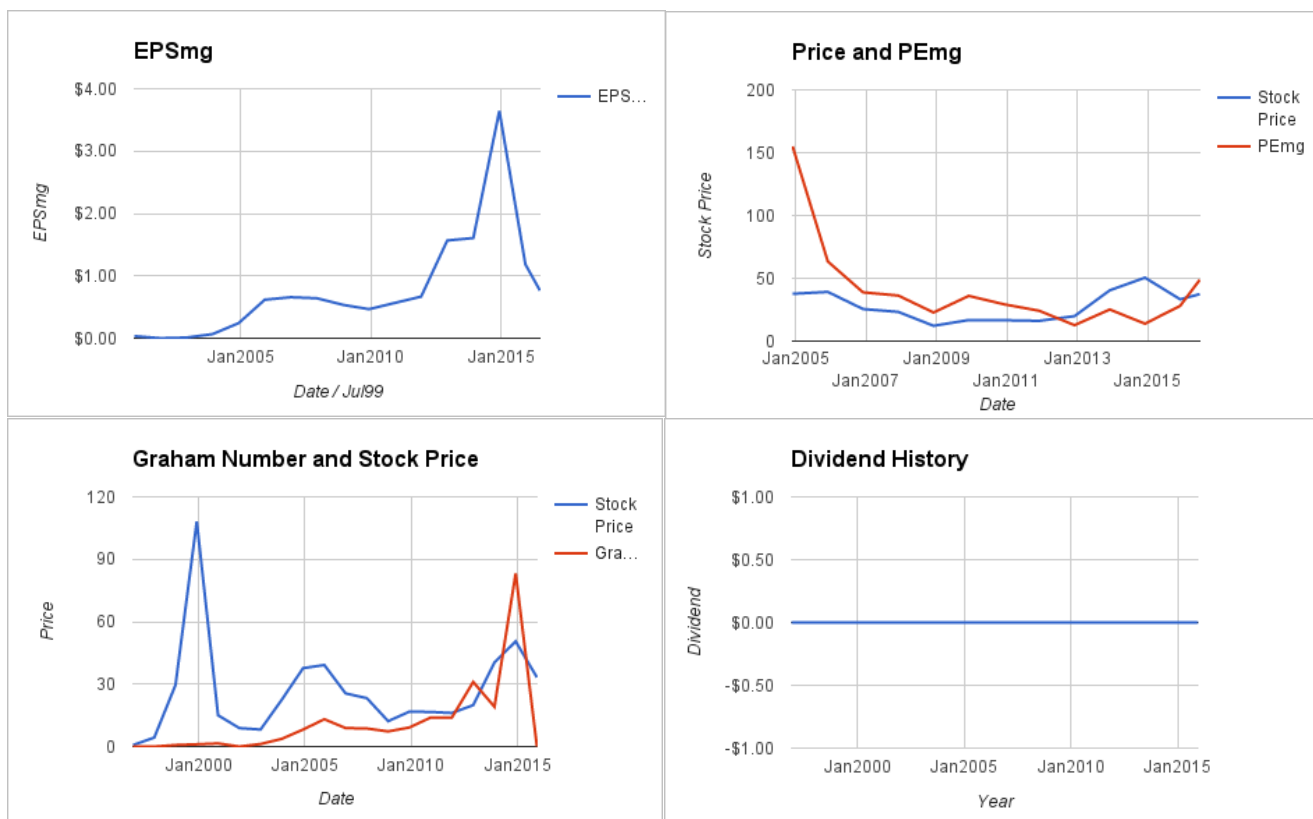 EPSmg
$4.00
$3.00
$2.00
$1.00
$0.00
EPSmg
Jan2005
Jan2010
Jan2015
Date / Jul99
EPS...
Price and PEmg
200
150
100
50
0
Stock Price
Jan2005
Jan2007
Jan2009
Jan2011
Jan2013
Jan2015
Date
Stock
Price
PEmg
Graham Number and Stock Price
120
90
60
30
0
Price
Jan2000
Jan2005
Jan2010
Jan2015
Date
Stock
Price
Gra...
Dividend History
$1.00
$0.50
$0.00
-$0.50
-$1.00
Dividend
Jan2000
Jan2005
Jan2010
Jan2015
Year